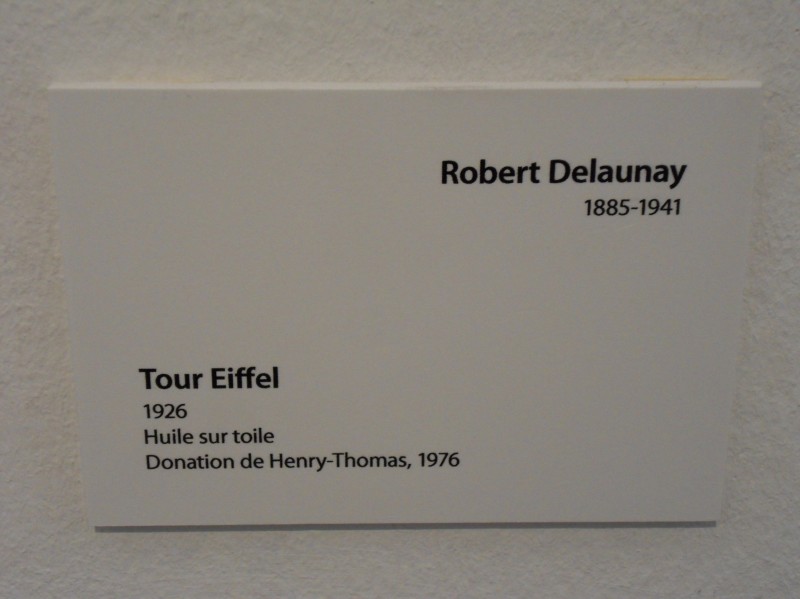 Robert Delaunay
1885-1941
Tour Eiffel
1926
Huile sur toile
Donation de Henry-Thomas, 1976